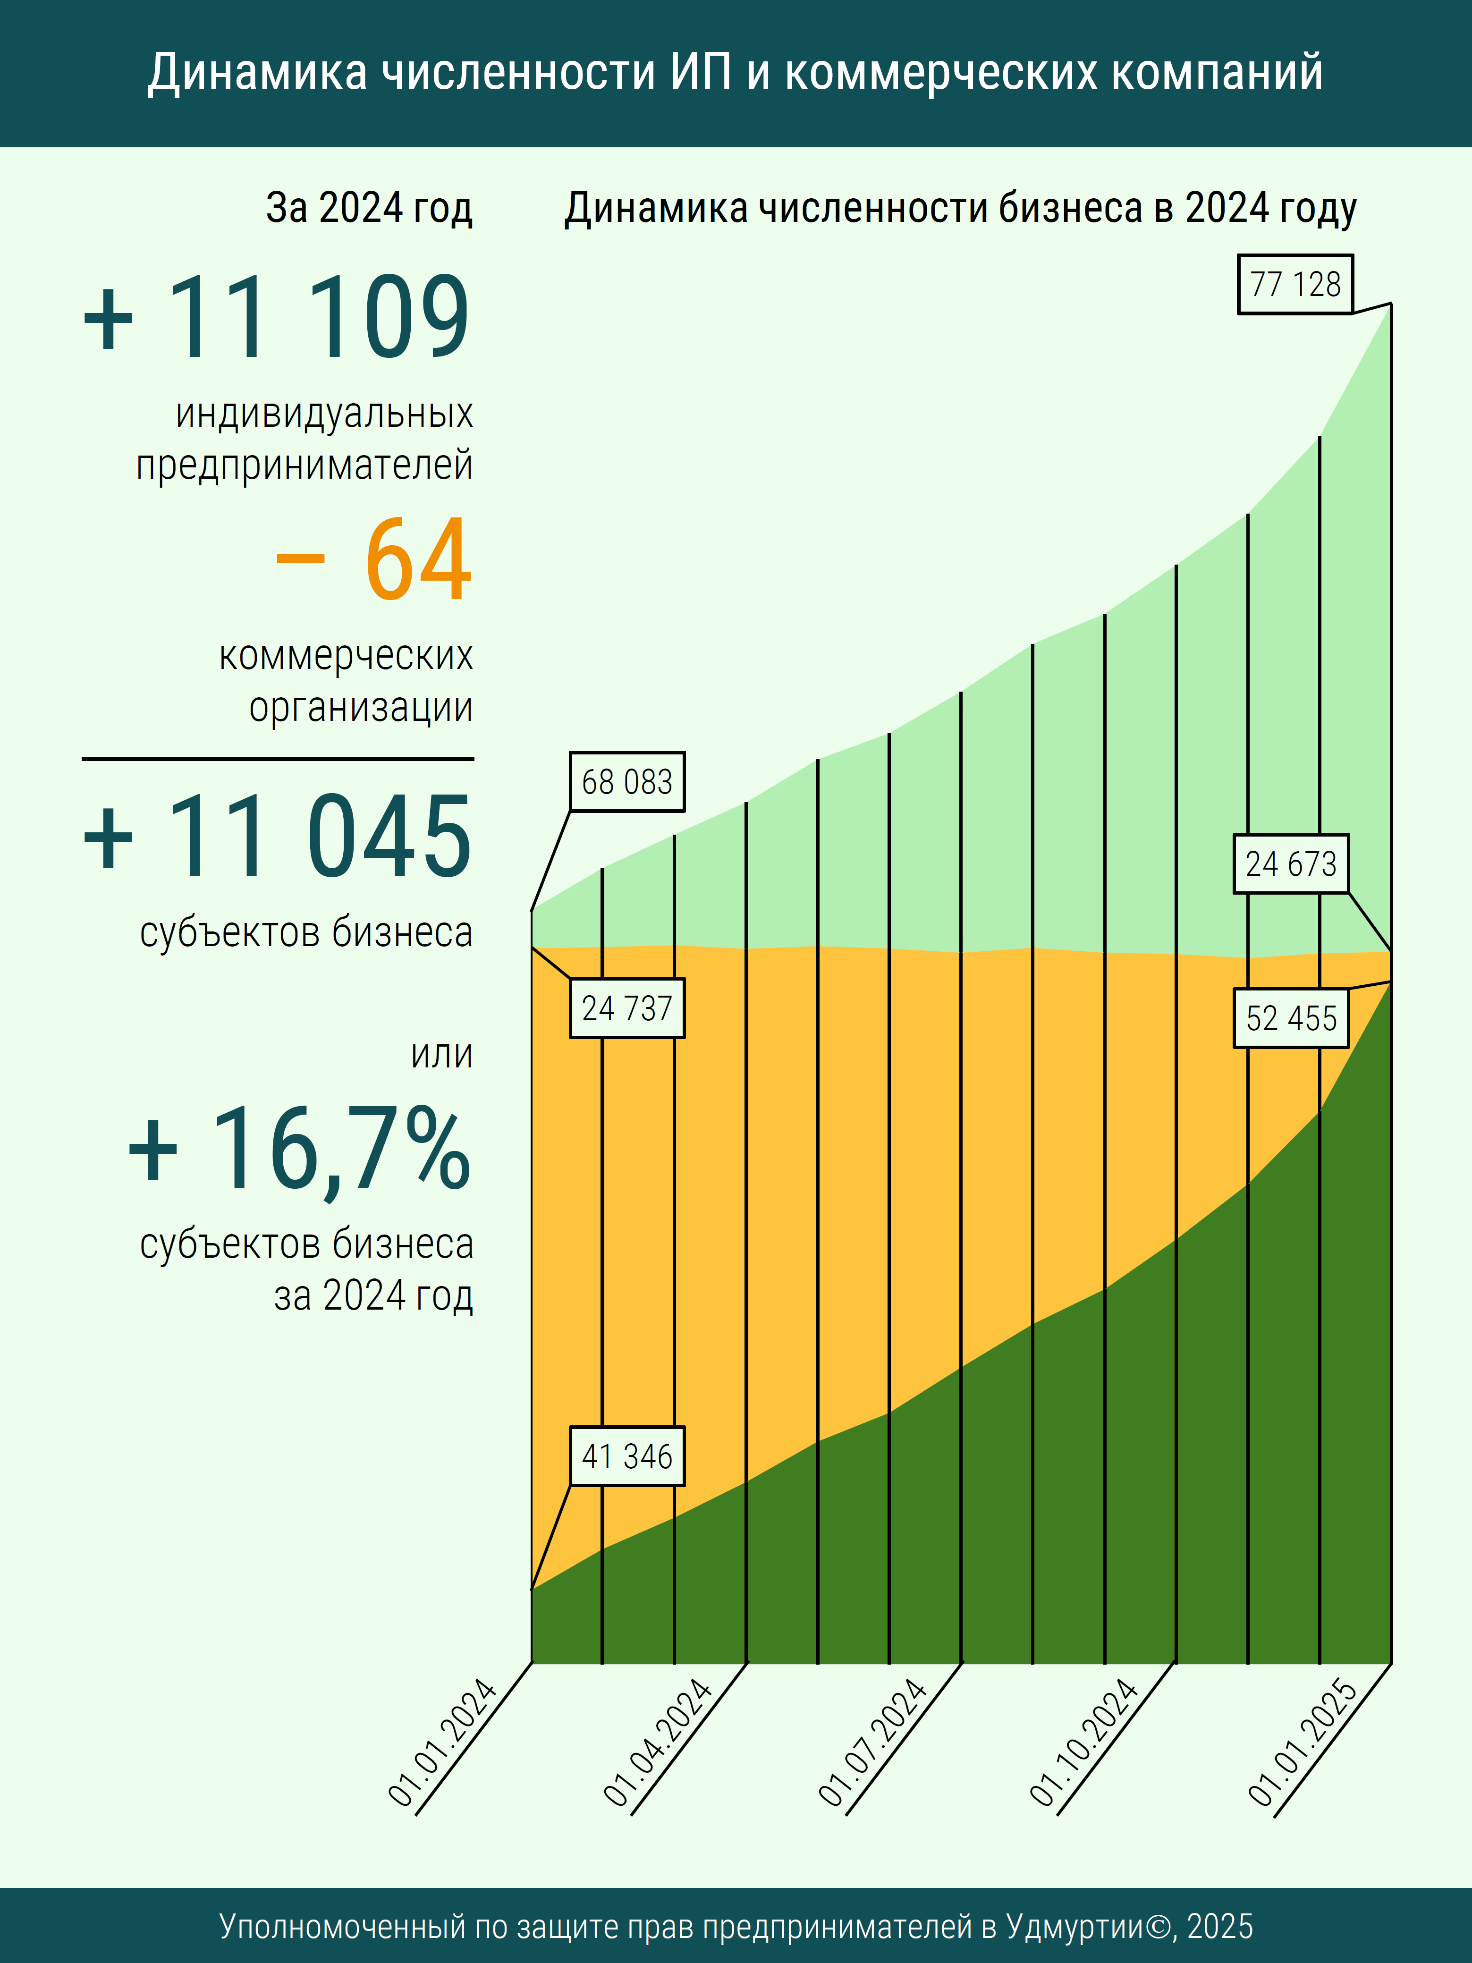 Динамика численности ИП и коммерческих компаний
За 2024 год
+ 11 109
индивидуальных
предпринимателей
– 64
коммерческих
организации
+ 11 045
субъектов бизнеса
или
+ 16,7%
субъектов бизнеса
за 2024 год
Динамика численности бизнеса в 2024 году
77 128
68 083
24 673
24 737
52 455
41 346
01.01.2024
01.04.2024
01.07.2024
01.10.2024
01.01.2025
Уполномоченный по защите прав предпринимателей в Удмуртии©, 2025